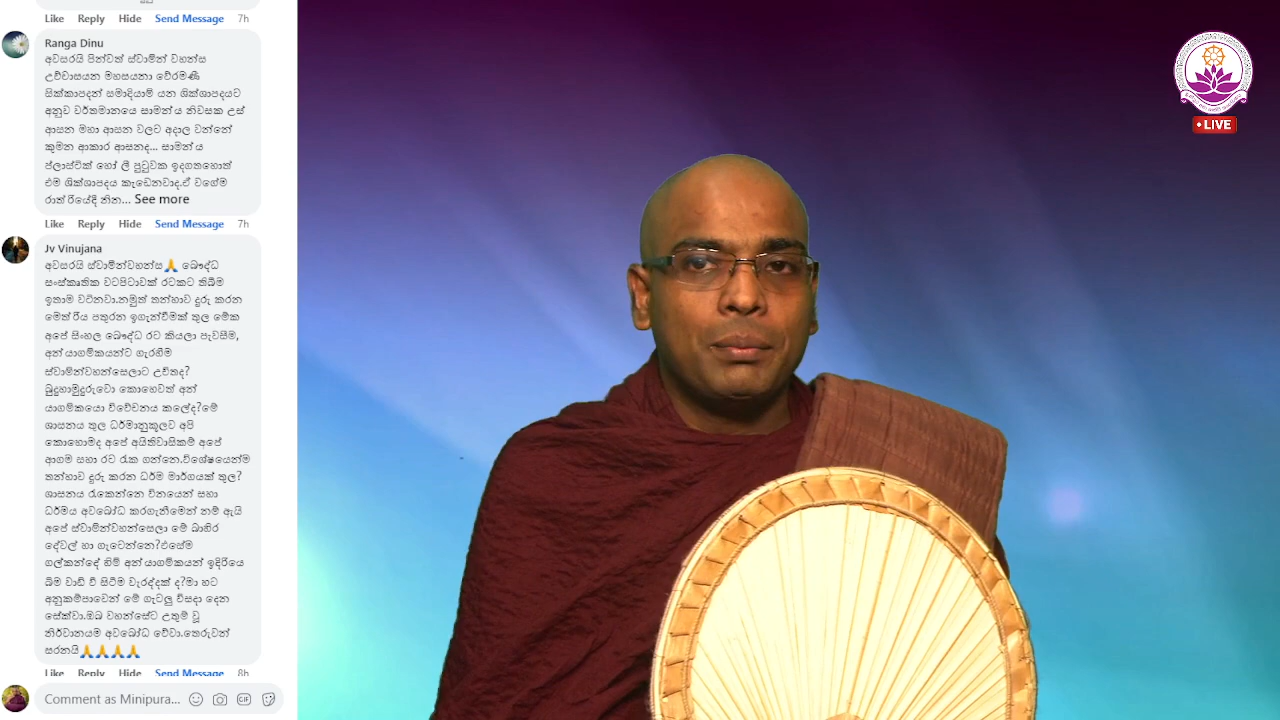 Like Reply Hide Send Message 7h
Ranga Dinu
අවසරයි පින්වත් ස්වාමින් වහන්ස
උච්චාසයන මහසයනා වේරමණී
සික්කාපදන් සමාදියාමි යන ශික්ශාපදයට
අනුව වර්තමානයෙ සාමන්‍ය නිවසක උස්
ආසන මහා ආසන වලට අදාල වන්නේ
කුමන ආකාර ආසනද... සාමන්‍ය
ප්ලාස්ටික් හෝ ලී පුටුවක ඉදගතහොත්
එම ශික්ශාපදය කැඩෙනවාද.ඒ වගේම
රාත්‍රියේදී නින... See more
Like Reply Hide Send Message 7h
Jv Vinujana
අවසරයි ස්වාමීන්වහන්ස🙏 බෞද්ධ
සංස්කෘතික වටපිටාවක් රටකට තිබීම
ඉතාම වටිනවා.නමුත් තන්හාව දුරු කරන
මෛත්‍රිය පතුරන ඉගැන්වීමක් තුල මේක
අපේ සිංහල බෞද්ධ රට කියලා පැවසීම,
අන්‍යාගමිකයන්ට ගැරහීම
ස්වාමින්වහන්සෙලාට උචිතද?
බුදුහාමුදුරුවො කොහෙවත් අන්‍
යාගමිකයො විවේචනය කලේද?මේ
ශාසනය තුල ධර්මානුකූලව අපි
කොහොමද අපේ අයිතිවාසිකම් අපේ
ආගම සහා රට රැක ගන්නෙ.විශේෂයෙන්ම
තන්හාව දුරු කරන ධර්ම මාර්ගයක් තුල?
ශාසනය රැකෙන්නෙ විනයෙන් සහා
ධර්මය අවබෝධ කරගැනීමෙන් නම් ඇයි
අපේ ස්වාමින්වහන්සෙලා මේ බාහිර
දේවල් හා ගැටෙන්නෙ?එසේම
ගල්කන්දේ හිමි අන්‍යාගමිකයන් ඉදිරියෙ
බිම වාඩි වී සිටීම වැරද්දක් ද?මා හට
අනුකම්පාවෙන් මේ ගැටලු විසදා දෙන
සේක්වා.ඔබ වහන්සේට උතුම් වූ
නිර්වානයම අවබෝධ වේවා.තෙරුවන්
සරනයි🙏🙏🙏🙏
Like Reply Hide Send Message 8h
Comment as Minipura...
LIVE